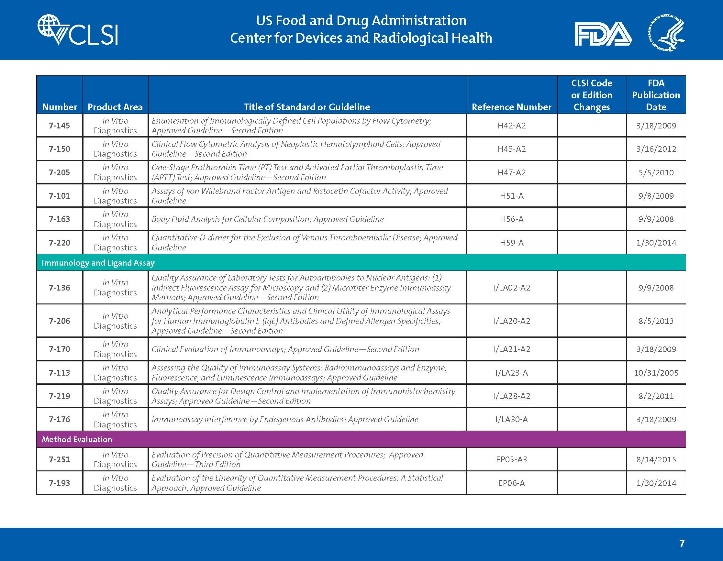 CLSI
US Food and Drug Administration
Center for Devices and Radiological Health
FDA
Number Product Area Title of Standard or Guideline Reference Number CLSI Code or Edition Changes FDA Publication Date
7-145 In Vitro Diagnostics Enumeration of Immunologically Defined Cell Populations by Flow Cytometry;
Approved Guideline—Second Edition H42-A2 3/18/2009
7-150 In Vitro Diagnostics Clinical Flow Cytometric Analysis of Neoplastic Hematolymphoid Cells; Approved
Guideline—Second Edition H43-A2 3/16/2012
7-205 In Vitro Diagnostics One-Stage Prothrombin Time (PT) Test and Activated Partial Thromboplastin Time
(APTT) Test; Approved Guideline—Second Edition H47-A2 5/5/2010
7-101 In Vitro Diagnostics Assays of von Willebrand Factor Antigen and Ristocetin Cofactor Activity; Approved
Guideline H51-A
7-163 In Vitro Diagnostics Body Fluid Analysis for Cellular Composition; Approved Guideline H56-A 9/9/2008
7-220 In Vitro Diagnostics Quantitative D-dimer for the Exclusion of Venous Thromboembolic Disease; Approved
Guideline H59-A 1/30/2014
Immunology and Ligand Assay
7-136 In Vitro Diagnostics Quality Assurance of Laboratory Tests for Autoantibodies to Nuclear Antigens: (1)
Indirect Fluorescence Assay for Microscopy and (2) Microtiter Enzyme Immunoassay
Methods; Approved Guideline—Second Edition I/LA02-A2 9/9/2008
7-206 In Vitro Diagnostics Analytical Performance Characteristics and Clinical Utility of Immunological Assays
for Human Immunoglobulin E (IgE) Antibodies and Defined Allergen Specificities;
Approved Guideline—Second Edition I/LA20-A2
7-170 In Vitro Diagnostics Clinical Evaluation of Immunoassays; Approved Guideline—Second Edition I/LA21-A2 3/18/2009
7-113 In Vitro Diagnostics Assessing the Quality of Immunoassay Systems: Radioimmunoassays and Enzyme,
Fluorescence, and Luminescence Immunoassays; Approved Guideline I/LA23-A 10/31/2005
7-219 In Vitro Diagnostics Quality Assurance for Design Control and Implementation of Immunohistochemistry
Assays; Approved Guideline—Second Edition I/LA28-A2 8/2/2011
7-176 In Vitro Diagnostics Immunoassay Interference by Endogenous Antibodies; Approved Guideline I/LA30-A 3/18/2009
Method Evaluation
7-251 In Vitro Diagnostics Evaluation of Precision of Quantitative Measurement Procedures; Approved
Guideline—Third Edition EP05-A3 8/14/2015
7-193 In Vitro Diagnostics Evaluation of the Linearity of Quantitative Measurement Procedures: A Statistical
Approach; Approved Guideline EP06-A 1/30/2014
7